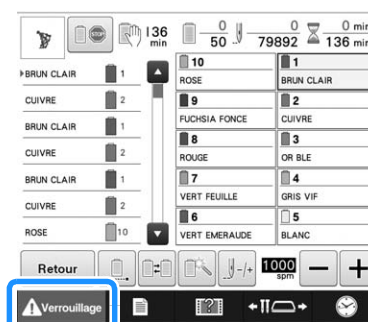 136 min
0
50
0
79892
0 min
136 min
BRUN CLAIR 1
CUIVRE 2
BRUN CLAIR 1
CUIVRE 2
BRUN CLAIR 1
CUIVRE 2
ROSE 10
10
ROSE
1
BRUN CLAIR
9
FUCHSIA FONCE
2
CUIVRE
8
ROUGE
3
OR BLE
7
VERT FEUILLE
4
GRIS VIF
6
VERT EMERAUDE
5
BLANC
Retour
-/+
1000 spm
− +
Verrouillage
?